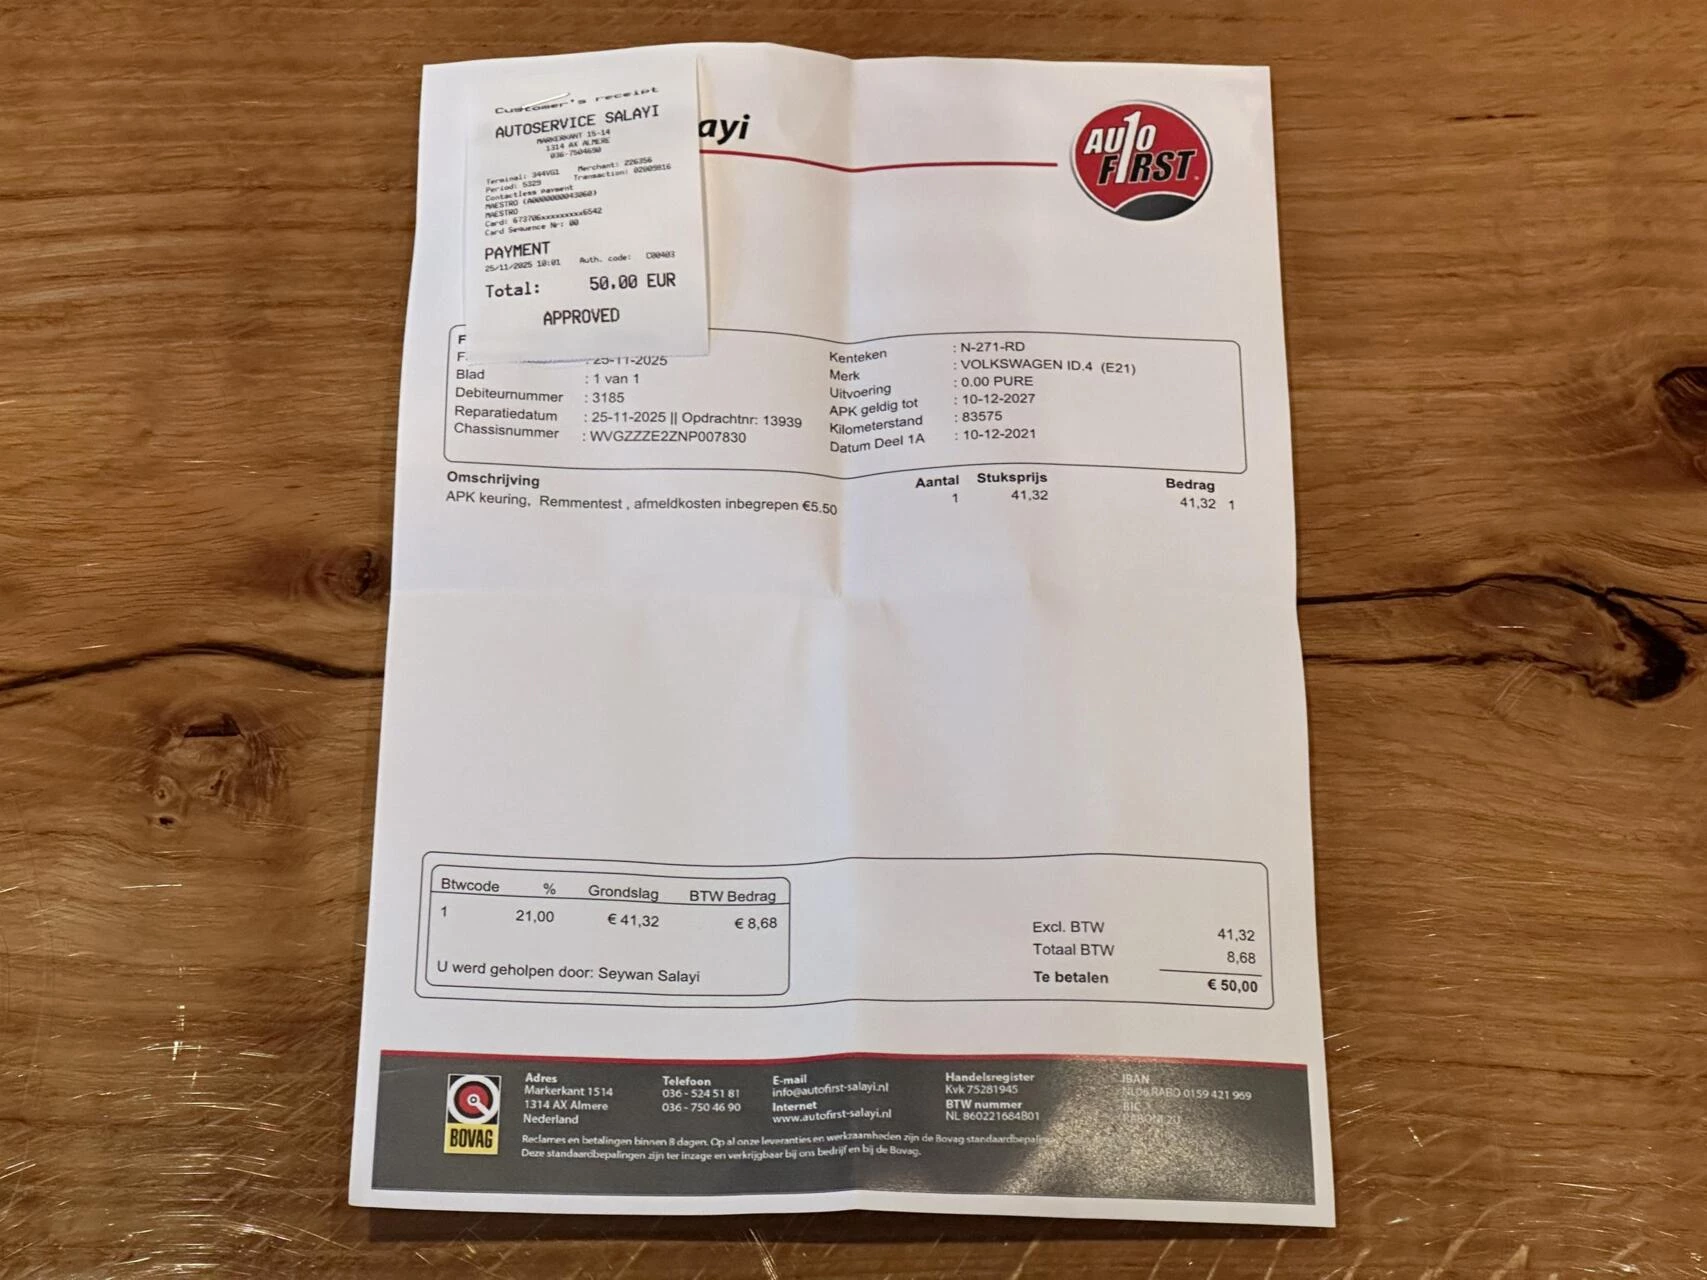 Customer's receipt
AUTOSERVICE SALAYI
MARKERKANT 15-14
1314 AX ALMERE
036-7504690
Terminal: 344VG1 Merchant: 226356
Period: 5329 Transaction: 02009816
Contactless payment
MAESTRO (A0000000043060)
MAESTRO
Card: 673706xxxxxxxxx6542
Card Sequence Nr: 00
PAYMENT
25/11/2025 10:01 Auth. code: C00403
Total: 50.00 EUR
APPROVED
ayi
AUTO
FIRST
F
F. : 25-11-2025
Blad : 1 van 1
Debiteurnummer : 3185
Reparatiedatum : 25-11-2025 || Opdrachtnr: 13939
Chassisnummer : WVGZZZE2ZNP007830
Kenteken : N-271-RD
Merk : VOLKSWAGEN ID.4 (E21)
Uitvoering : 0.00 PURE
APK geldig tot : 10-12-2027
Kilometerstand : 83575
Datum Deel 1A : 10-12-2021
Omschrijving Aantal Stuksprijs Bedrag
APK keuring, Remmentest , afmeldkosten inbegrepen €5.50 1 41,32 41,32 1
Btwcode % Grondslag BTW Bedrag
1 21,00 € 41,32 € 8,68
U werd geholpen door: Seywan Salayi
Excl. BTW 41,32
Totaal BTW 8,68
Te betalen € 50,00
BOVAG
Adres
Markerkant 1514
1314 AX Almere
Nederland
Telefoon
036 - 524 51 81
036 - 750 46 90
E-mail
info@autofirst-salayi.nl
Internet
www.autofirst-salayi.nl
Handelsregister
Kvk 75281945
BTW nummer
NL 860221684B01
IBAN
NL06 RABO 0159 421 969
BIC
Reclames en betalingen binnen 8 dagen. Op al onze leveranties en werkzaamheden zijn de Bovag standaardbepalin
Deze standaardbepalingen zijn ter inzage en verkrijgbaar bij ons bedrijf en bij de Bovag.